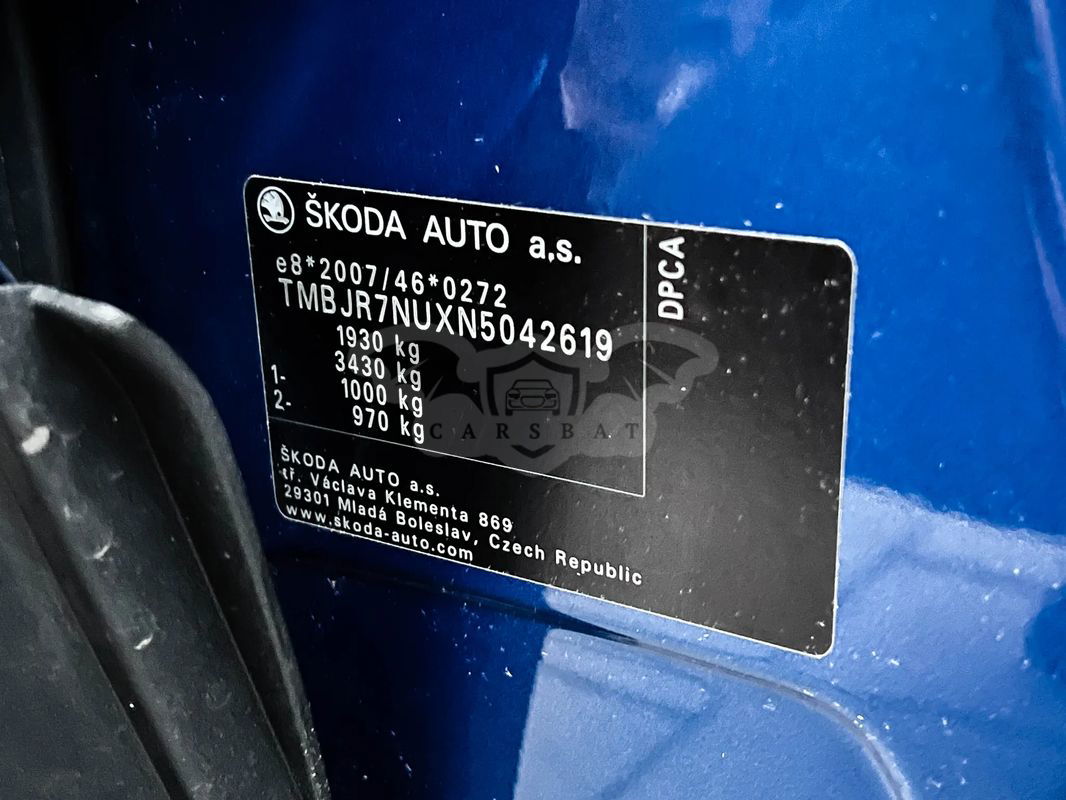 ŠKODA AUTO a.s.
e8*2007/46*0272
TMBJR7NUXN5042619
1930 kg
3430 kg
1- 1000 kg
2- 970 kg
DPCA
CARSBAT
ŠKODA AUTO a.s.
tř. Václava Klementa 869
29301 Mladá Boleslav, Czech Republic
www.skoda-auto.com